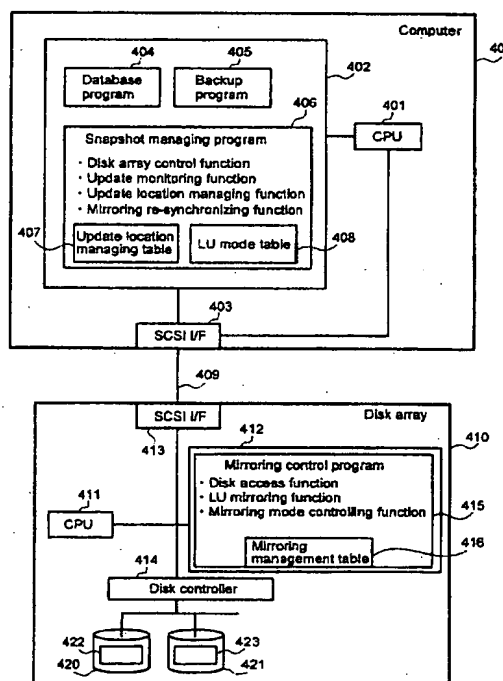 Computer
40
404
405
402
Database
program
Backup
program
406
401
CPU
Snapshot managing program
• Disk array control function
• Update monitoring function
• Update location managing function
• Mirroring re-synchronizing function
407
Update location
managing table
LU mode table
408
403
SCSI I/F
409
SCSI I/F
413
Disk array
412
410
Mirroring control program
• Disk access function
• LU mirroring function
• Mirroring mode controlling function
411
CPU
415
Mirroring
management table
416
414
Disk controller
422
423
420
421